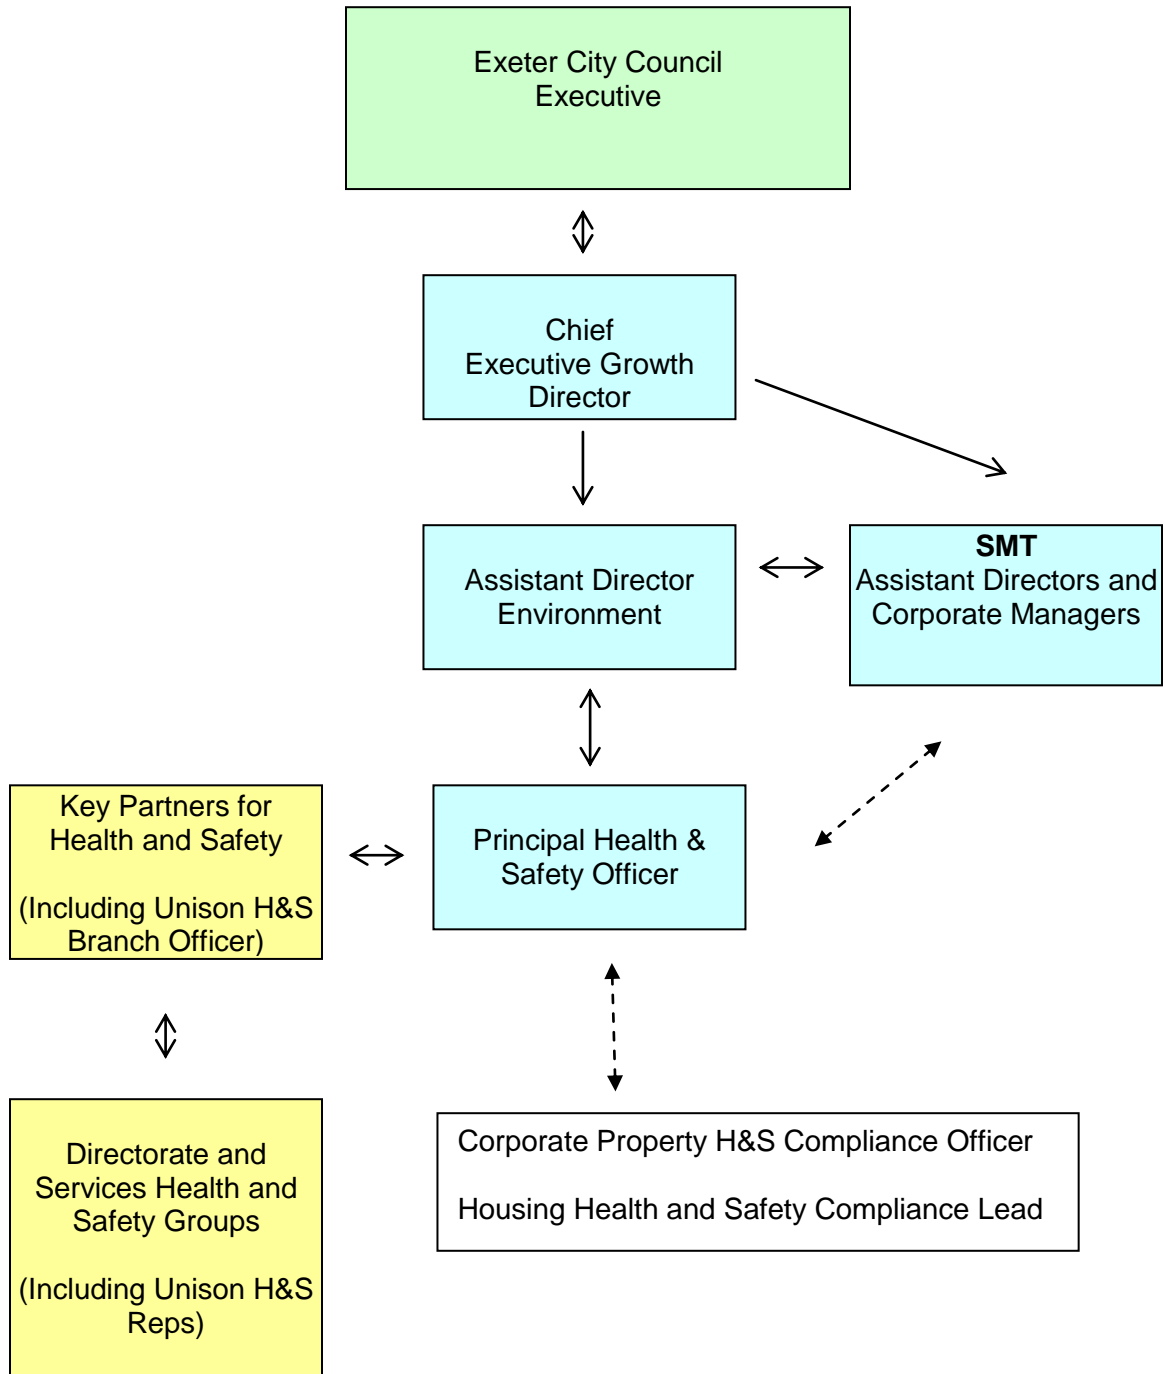 Exeter City Council
Executive
Chief
Executive Growth
Director
Assistant Director
Environment
SMT
Assistant Directors and
Corporate Managers
Key Partners for
Health and Safety
(Including Unison H&S
Branch Officer)
Principal Health &
Safety Officer
Directorate and
Services Health and
Safety Groups
(Including Unison H&S
Reps)
Corporate Property H&S Compliance Officer
Housing Health and Safety Compliance Lead